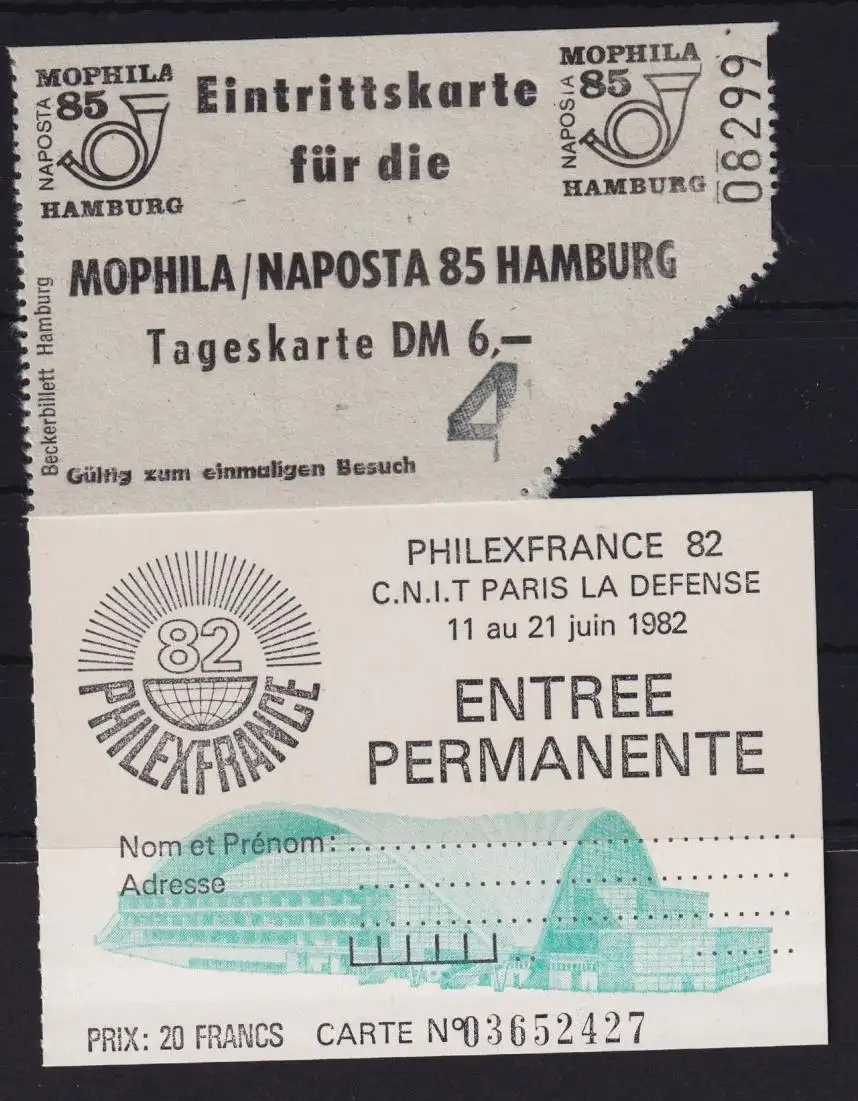 MOPHILA
85
NAPOSTA
HAMBURG
Eintrittskarte
für die
MOPHILA
85
NAPOSTA
HAMBURG
08299
MOPHILA/NAPOSTA 85 HAMBURG
Tageskarte DM 6,—
4
Gültig zum einmaligen Besuch
Beckerbillett Hamburg
82
PHILEXFRANCE
PHILEXFRANCE 82
C.N.I.T PARIS LA DEFENSE
11 au 21 juin 1982
ENTREE
PERMANENTE
Nom et Prénom:
Adresse
PRIX: 20 FRANCS CARTE Nº03652427